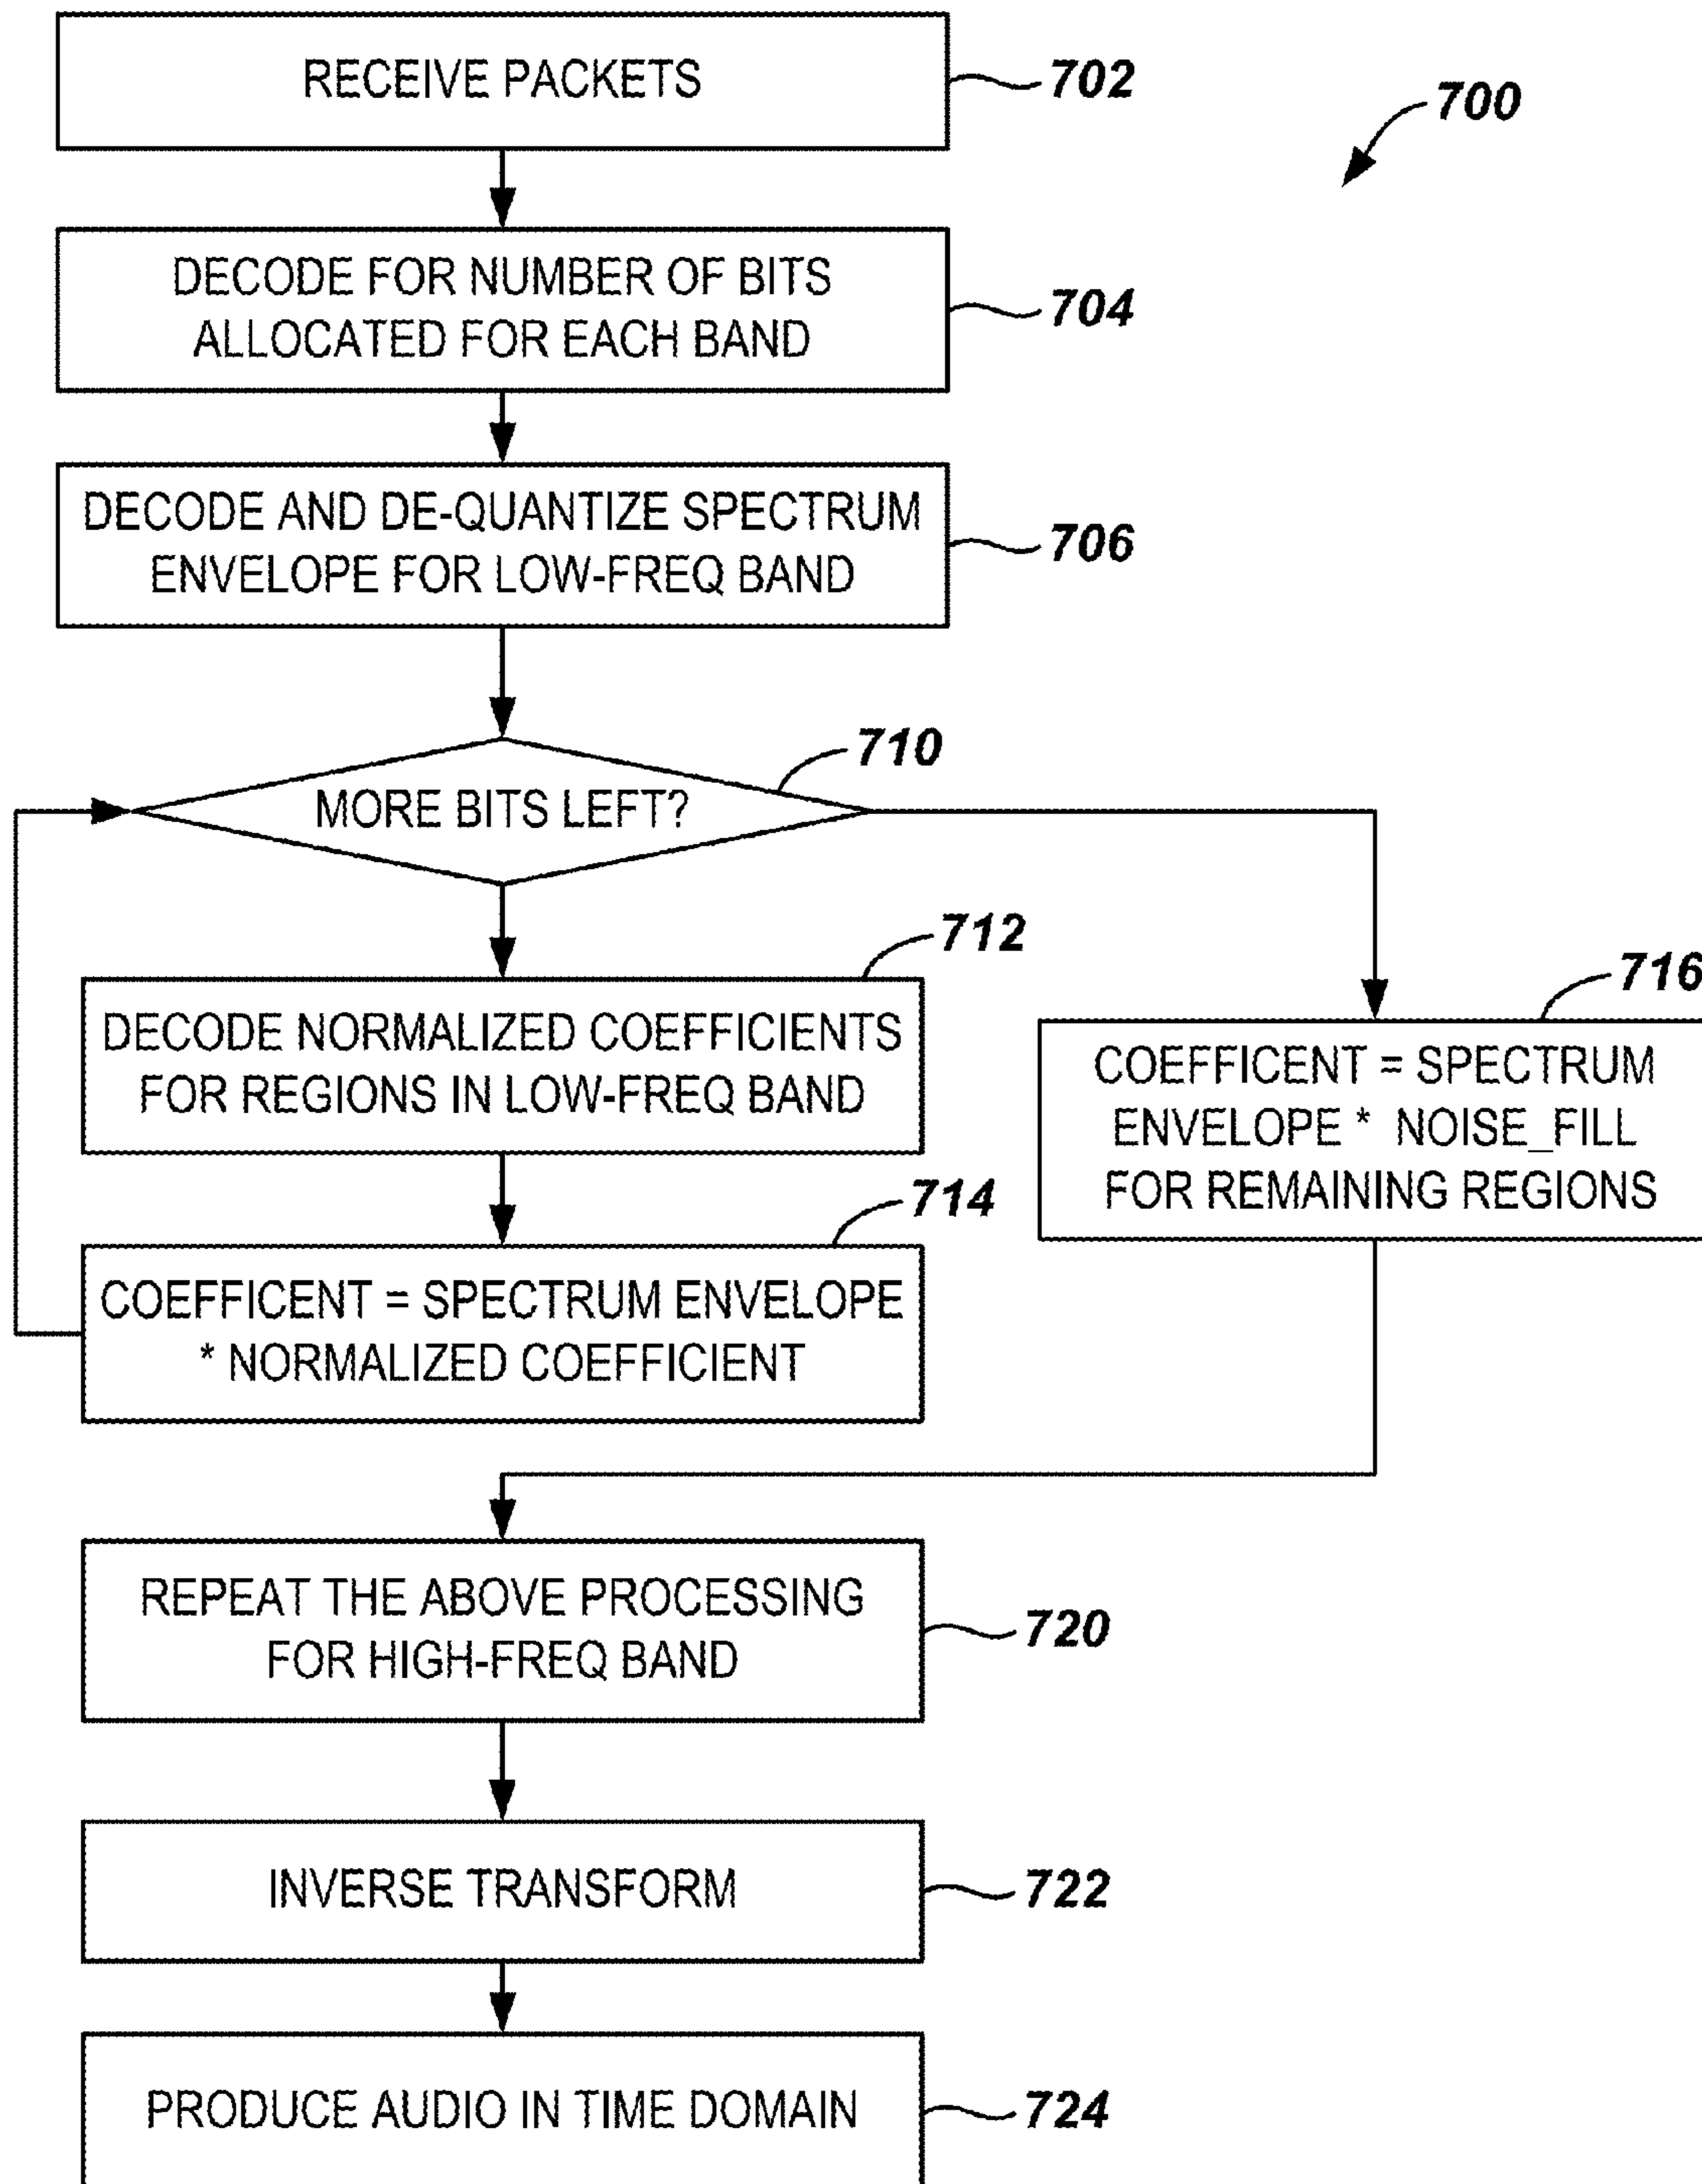 RECEIVE PACKETS
702
700
DECODE FOR NUMBER OF BITS
ALLOCATED FOR EACH BAND
704
DECODE AND DE-QUANTIZE SPECTRUM
ENVELOPE FOR LOW-FREQ BAND
706
710
MORE BITS LEFT?
712
DECODE NORMALIZED COEFFICIENTS
FOR REGIONS IN LOW-FREQ BAND
716
COEFFICENT = SPECTRUM
ENVELOPE * NOISE_FILL
FOR REMAINING REGIONS
714
COEFFICENT = SPECTRUM ENVELOPE
* NORMALIZED COEFFICIENT
REPEAT THE ABOVE PROCESSING
FOR HIGH-FREQ BAND
720
INVERSE TRANSFORM
722
PRODUCE AUDIO IN TIME DOMAIN
724